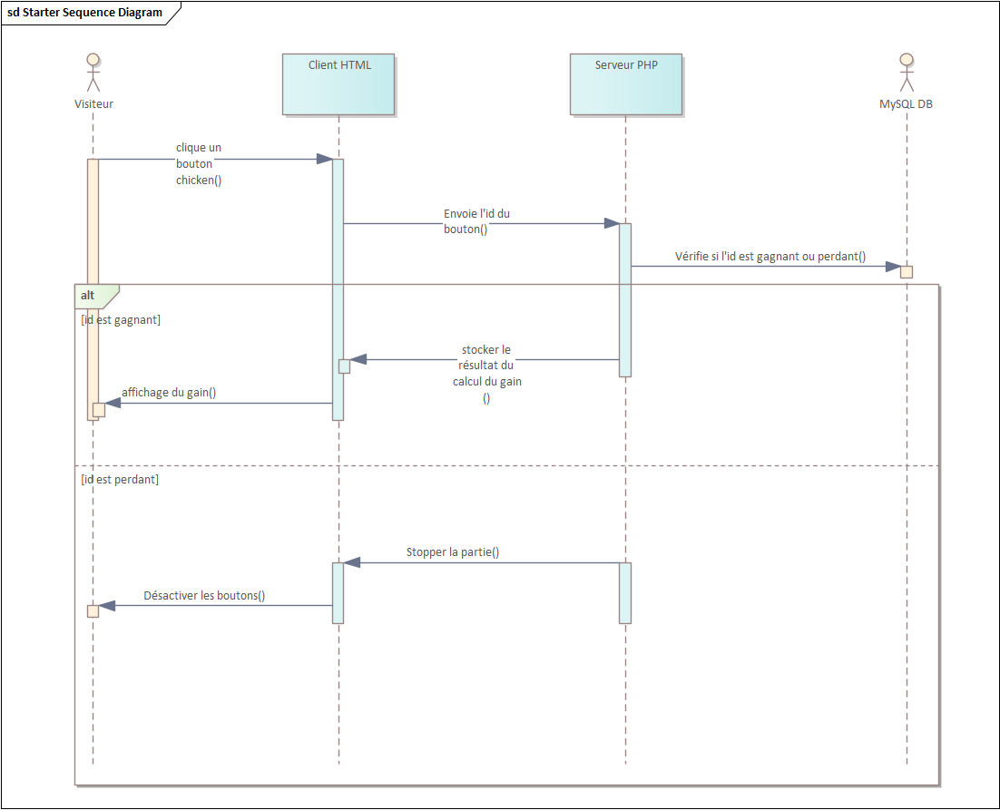 sd Starter Sequence Diagram
Visiteur
Client HTML
Serveur PHP
MySQL DB
clique un
bouton
chicken()
Envoie l'id du
bouton()
Vérifie si l'id est gagnant ou perdant()
alt
[id est gagnant]
stocker le
résultat du
calcul du gain
()
affichage du gain()
[id est perdant]
Stopper la partie()
Désactiver les boutons()